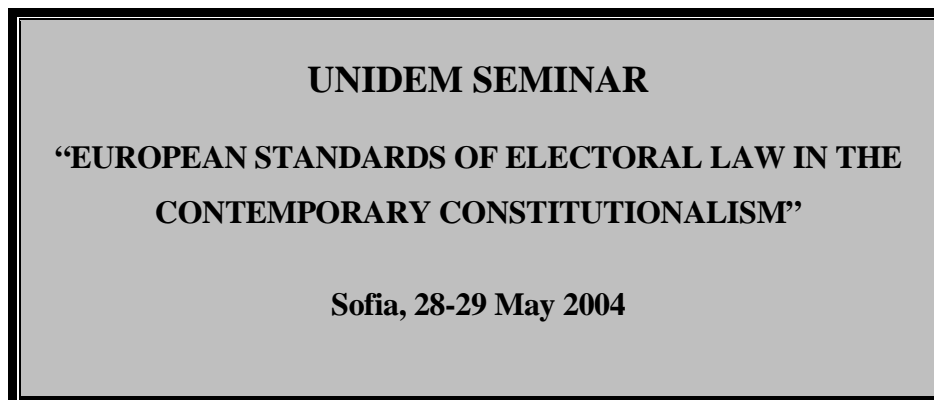 UNIDEM SEMINAR
“EUROPEAN STANDARDS OF ELECTORAL LAW IN THE
CONTEMPORARY CONSTITUTIONALISM”
Sofia, 28-29 May 2004